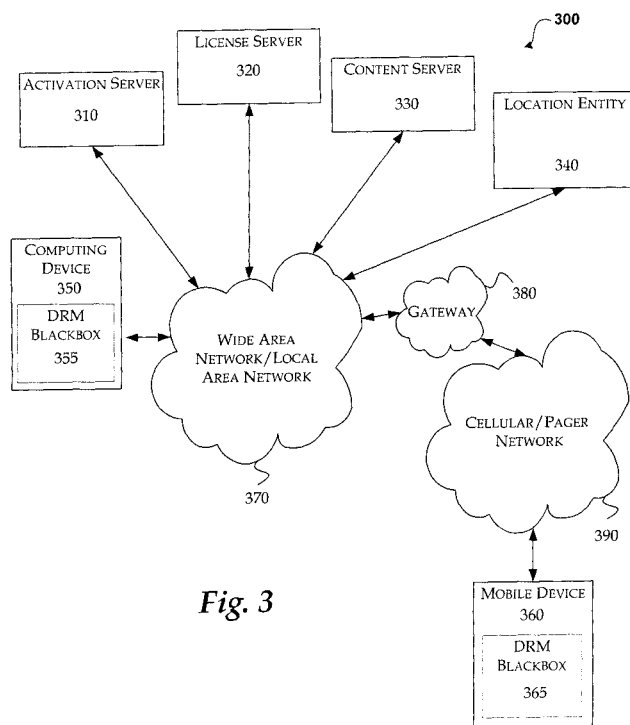 300
LICENSE SERVER
320
CONTENT SERVER
330
ACTIVATION SERVER
310
LOCATION ENTITY
340
COMPUTING
DEVICE
350
DRM
BLACKBOX
355
WIDE AREA
NETWORK/LOCAL
AREA NETWORK
370
GATEWAY
380
CELLULAR/PAGER
NETWORK
390
Fig. 3
MOBILE DEVICE
360
DRM
BLACKBOX
365